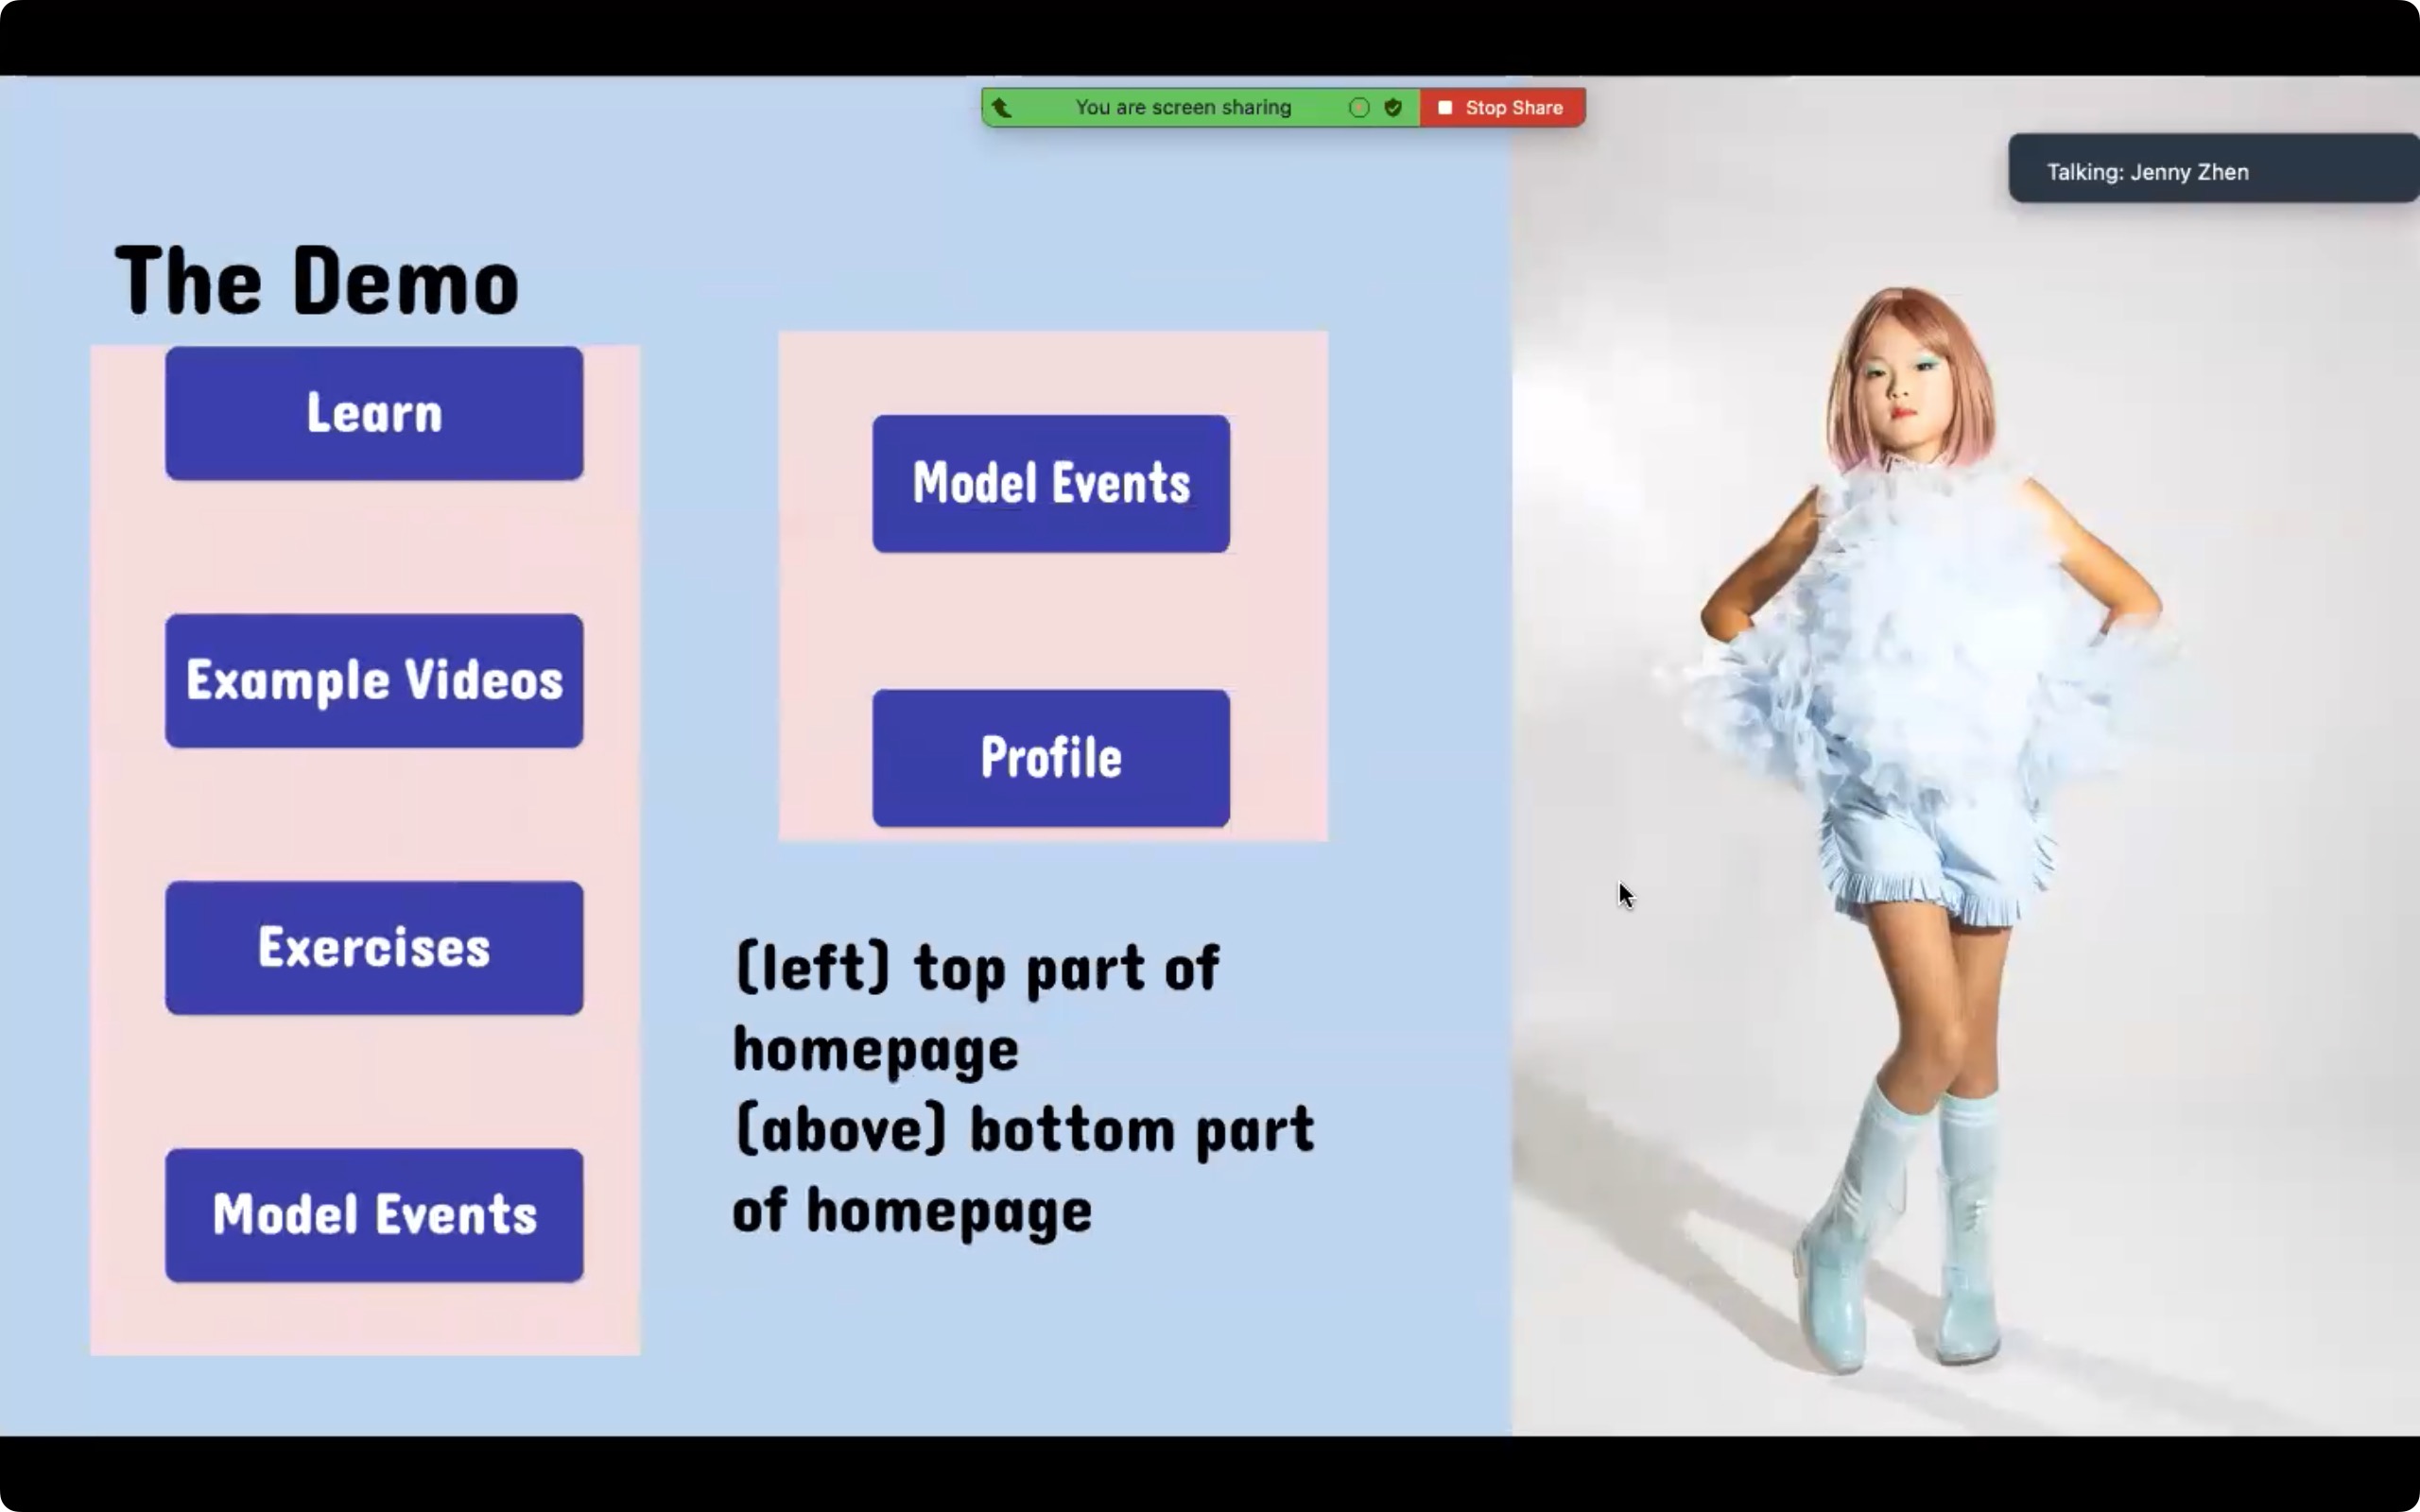 You are screen sharing
Stop Share
Talking: Jenny Zhen
The Demo
Learn
Example Videos
Exercises
Model Events
Model Events
Profile
(left) top part of
homepage
(above) bottom part
of homepage